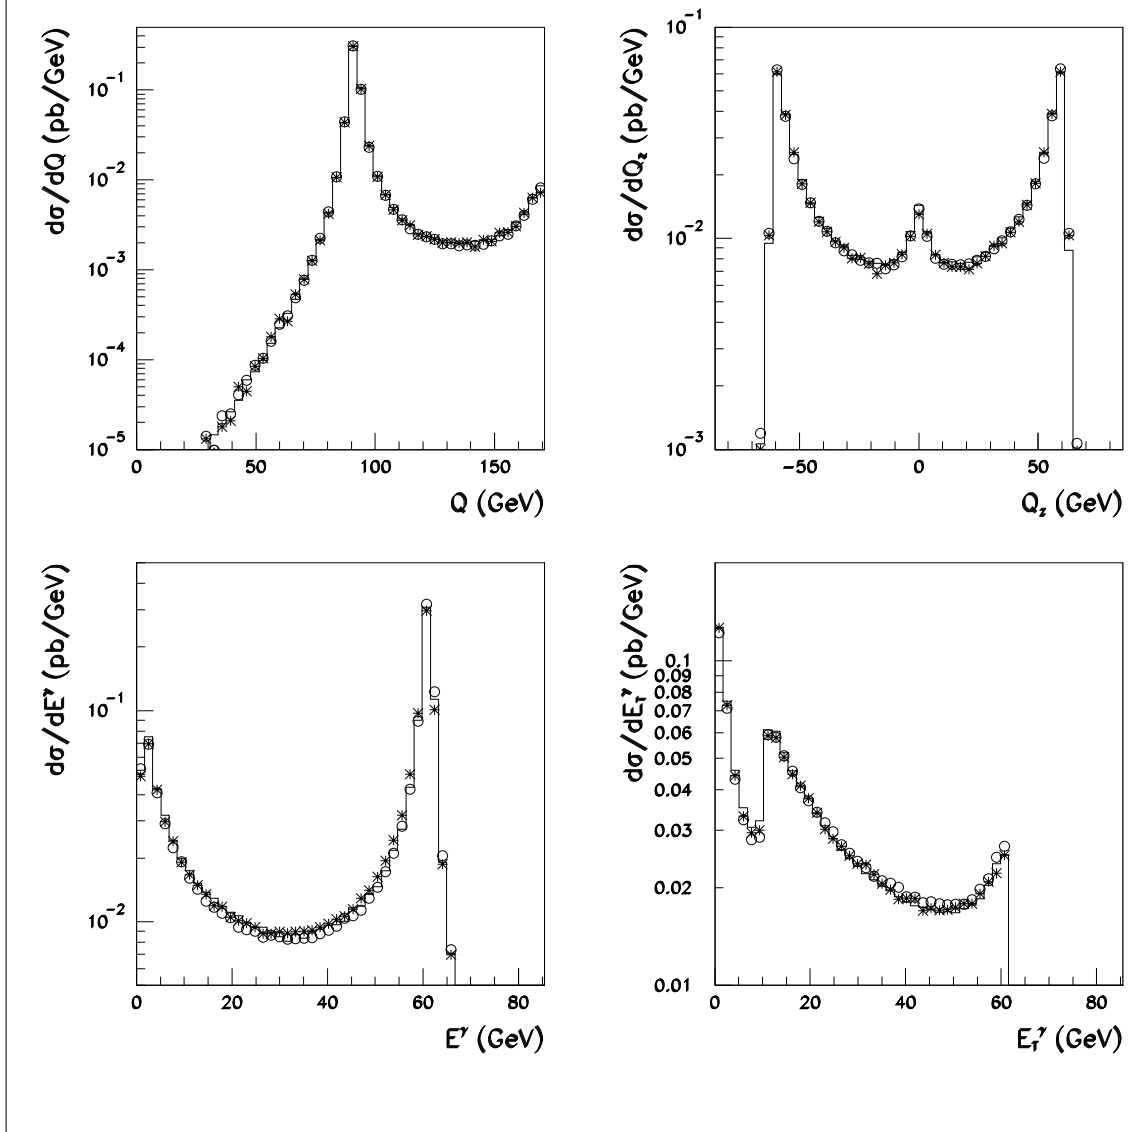 dσ/dQ (pb/GeV)
10⁻¹
10⁻²
10⁻³
10⁻⁴
10⁻⁵
0 50 100 150
Q (GeV)
dσ/dQ_z (pb/GeV)
10⁻¹
10⁻²
10⁻³
−50 0 50
Q_z (GeV)
dσ/dE^γ (pb/GeV)
10⁻¹
10⁻²
0 20 40 60 80
E^γ (GeV)
dσ/dE_T^γ (pb/GeV)
0.1
0.09
0.08
0.07
0.06
0.05
0.04
0.03
0.02
0.01
0 20 40 60 80
E_T^γ (GeV)